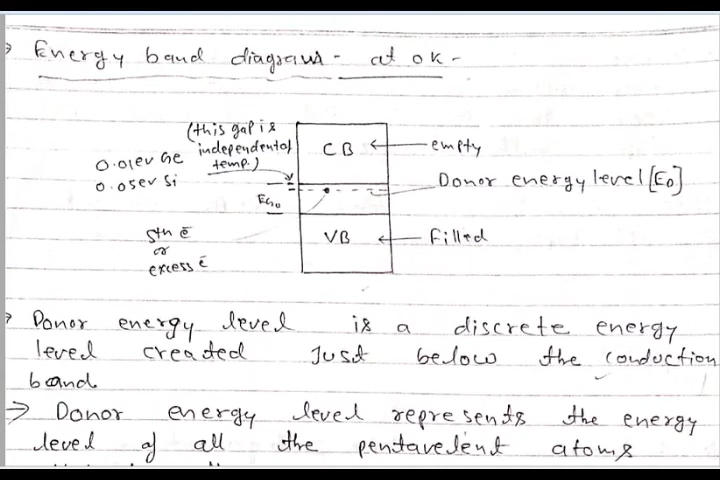 Energy band diagram - at 0K -
(this gap is
independent of
temp.)
0.01ev Ge
0.05ev Si
CB
empty
Donor energy level [ED]
EG0
5th e̅
or
excess e̅
VB
Filled
Donor energy level is a discrete energy
level created Just below the conduction
band
⇒ Donor energy level represents the energy
level of all the pentavelent atoms